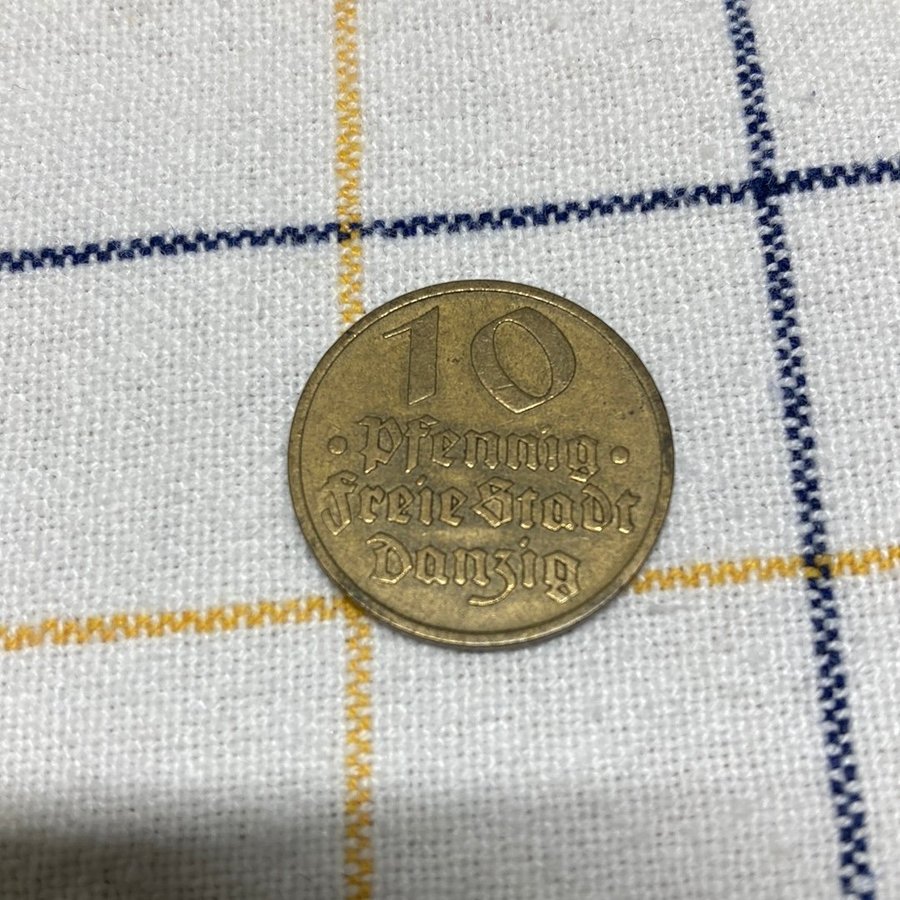 10
· Pfennig ·
Freie Stadt
Danzig